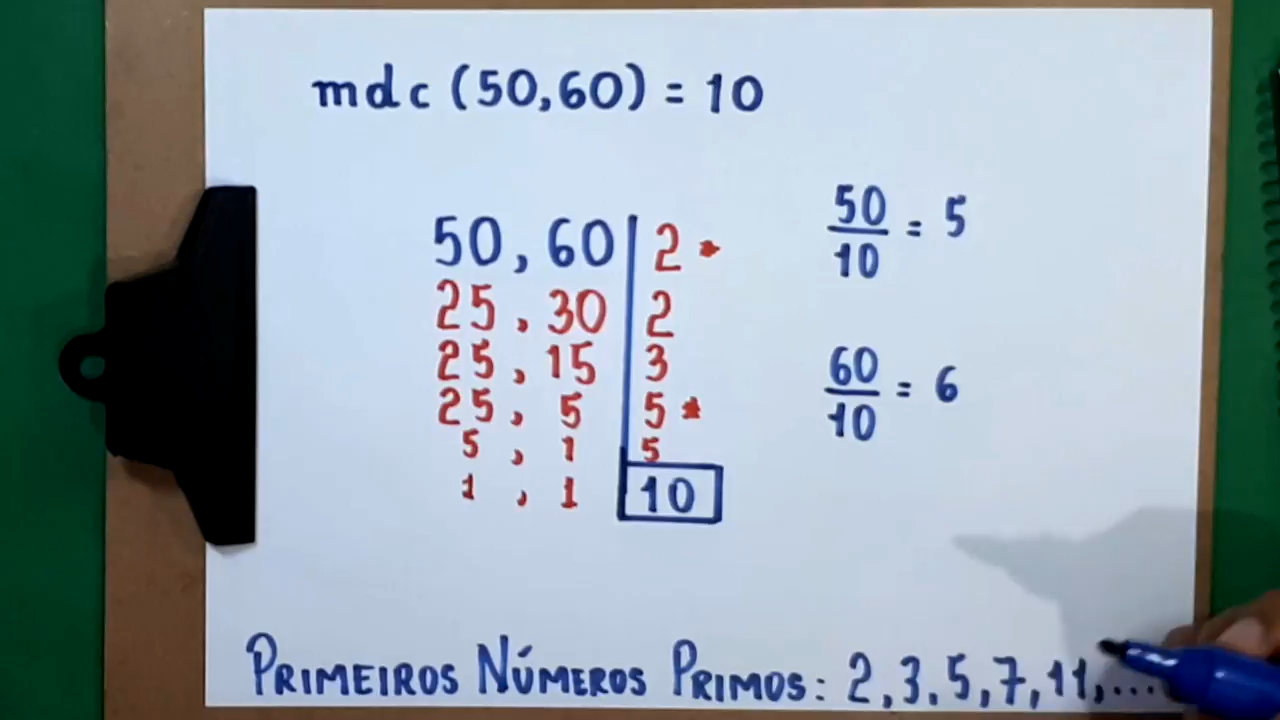 mdc (50,60) = 10
50, 60 | 2 *
25, 30 | 2
25, 15 | 3
25, 5 | 5 *
5, 1 | 5
1, 1 | 10
50/10 = 5
60/10 = 6
PRIMEIROS NÚMEROS PRIMOS: 2, 3, 5, 7, 11, ...